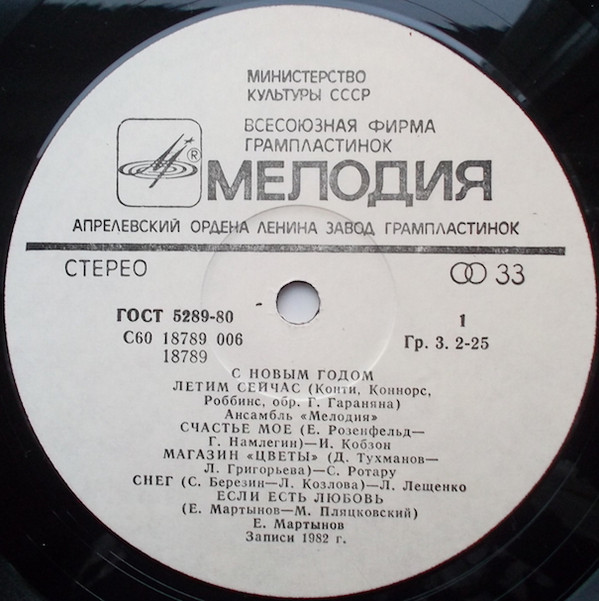 МИНИСТЕРСТВО
КУЛЬТУРЫ СССР
ВСЕСОЮЗНАЯ ФИРМА
ГРАМПЛАСТИНОК
® МЕЛОДИЯ
АПРЕЛЕВСКИЙ ОРДЕНА ЛЕНИНА ЗАВОД ГРАМПЛАСТИНОК
СТЕРЕО 33
ГОСТ 5289-80 1
С60 18789 006 Гр. 3. 2-25
18789
С НОВЫМ ГОДОМ
ЛЕТИМ СЕЙЧАС (Конти, Коннорс,
Роббинс, обр. Г. Гараняна)
Ансамбль «Мелодия»
СЧАСТЬЕ МОЕ (Е. Розенфельд—
Г. Намлегин)—И. Кобзон
МАГАЗИН «ЦВЕТЫ» (Д. Тухманов—
Л. Григорьева)—С. Ротару
СНЕГ (С. Березин—Л. Козлова)—Л. Лещенко
ЕСЛИ ЕСТЬ ЛЮБОВЬ
(Е. Мартынов—М. Пляцковский)
Е. Мартынов
Записи 1982 г.